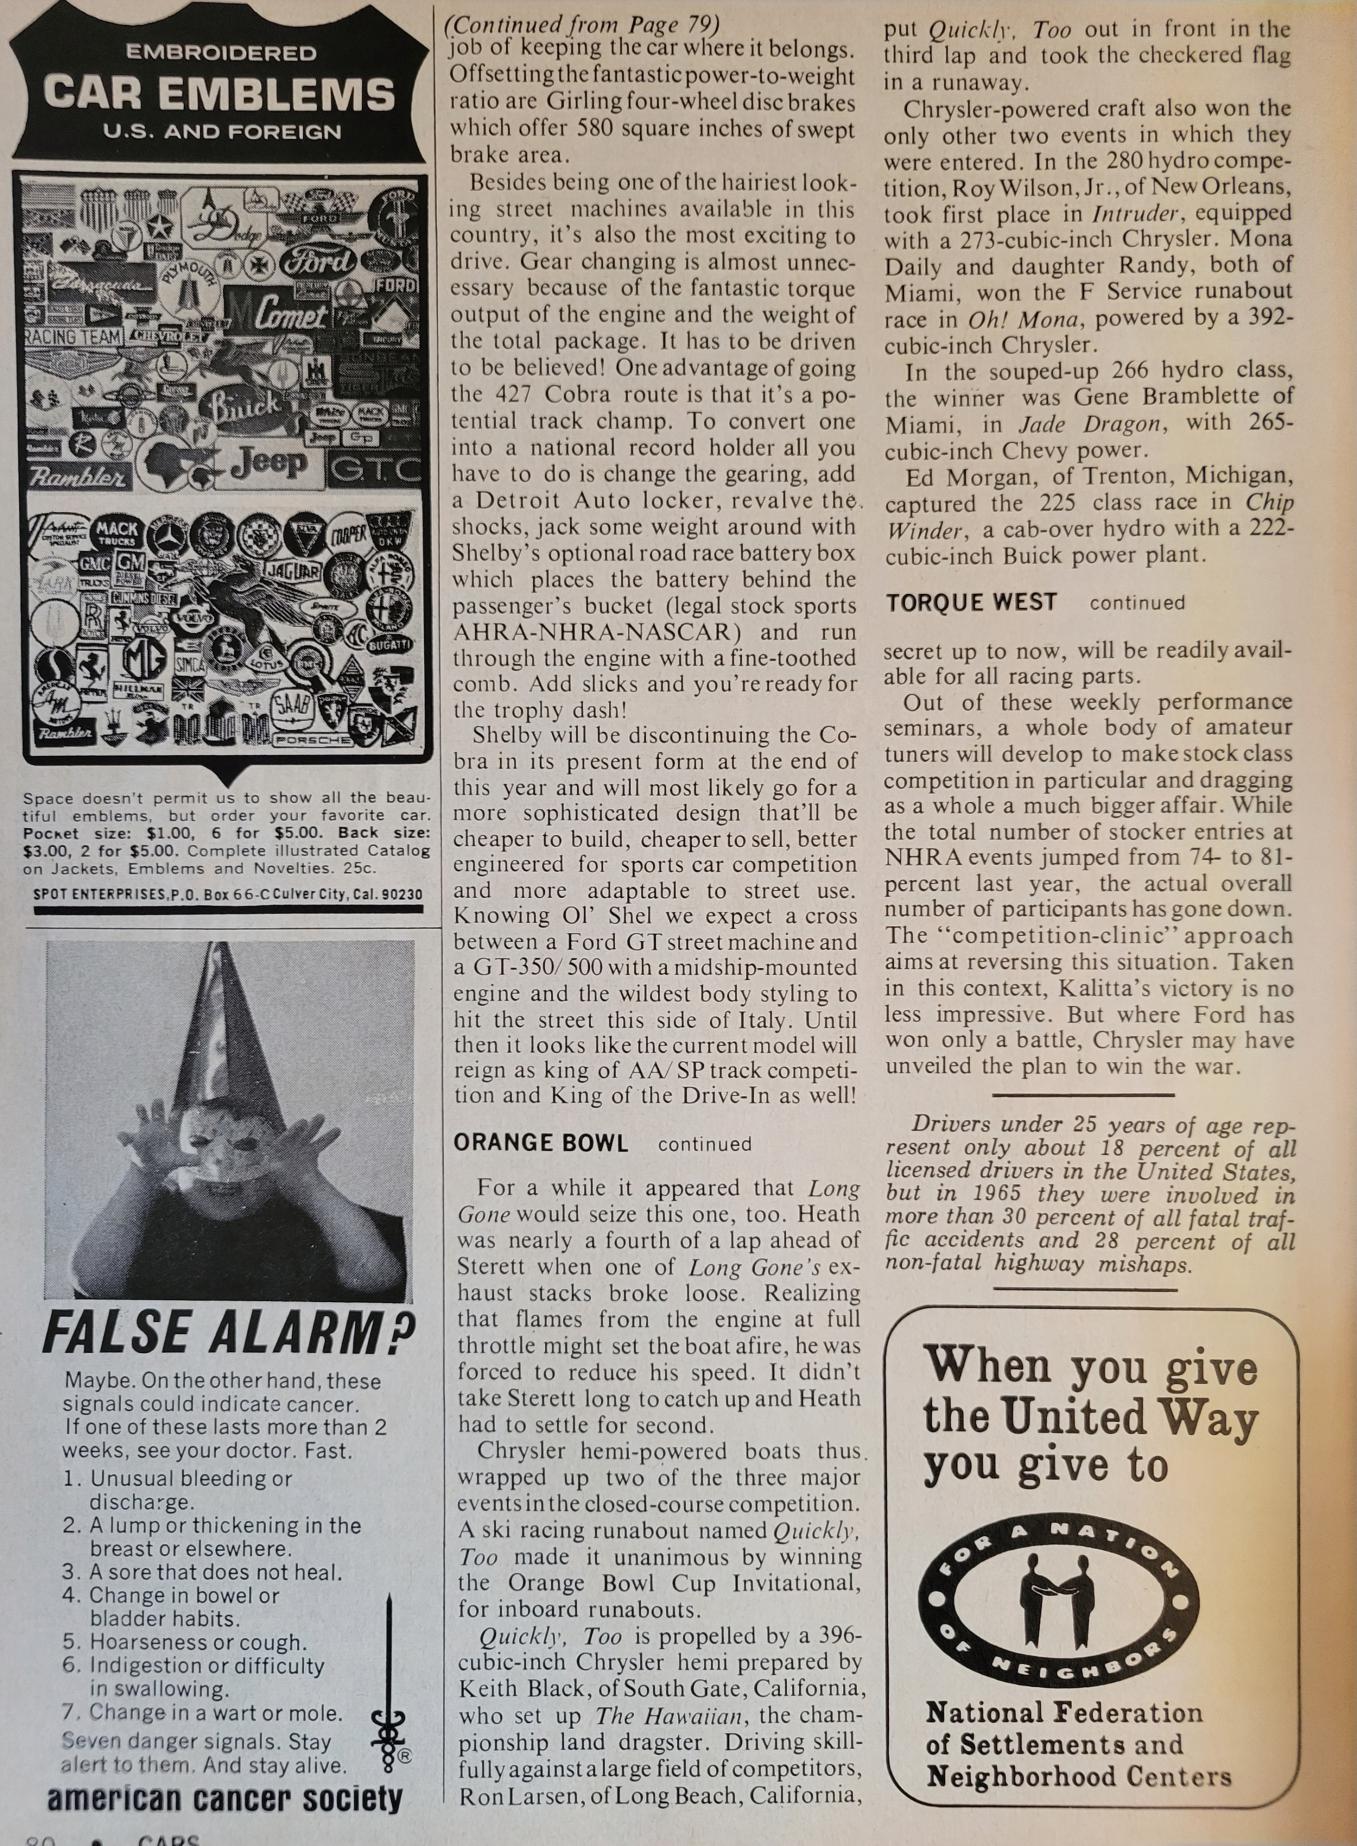 EMBROIDERED
CAR EMBLEMS
U.S. AND FOREIGN
Dodge
FORD
FORD
PLYMOUTH
Ford
Barracuda
FORD
Comet
RACING TEAM
CHEVROLET
Buick
MACK
Jeep
Gp
Rambler
Jeep
G.T.C
MACK
TRUCKS
COOPER
DKW
GMC
GM
JAGUAR
TRUCKS
CUMMINS DIESEL
RR
VOLVO
VOLVO
AC
BUGATTI
MG
SIMCA
LOTUS
HILLMAN
AM
TR
TR
SAAB
Rambler
PORSCHE
Space doesn't permit us to show all the beau-
tiful emblems, but order your favorite car.
Pocket size: $1.00, 6 for $5.00. Back size:
$3.00, 2 for $5.00. Complete illustrated Catalog
on Jackets, Emblems and Novelties. 25c.
SPOT ENTERPRISES,P.O. Box 66-C Culver City, Cal. 90230
FALSE ALARM?
Maybe. On the other hand, these
signals could indicate cancer.
If one of these lasts more than 2
weeks, see your doctor. Fast.
1. Unusual bleeding or
discharge.
2. A lump or thickening in the
breast or elsewhere.
3. A sore that does not heal.
4. Change in bowel or
bladder habits.
5. Hoarseness or cough.
6. Indigestion or difficulty
in swallowing.
7. Change in a wart or mole.
Seven danger signals. Stay
alert to them. And stay alive.
®
american cancer society
80 • CARS
(Continued from Page 79)
job of keeping the car where it belongs.
Offsetting the fantastic power-to-weight
ratio are Girling four-wheel disc brakes
which offer 580 square inches of swept
brake area.
Besides being one of the hairiest look-
ing street machines available in this
country, it's also the most exciting to
drive. Gear changing is almost unnec-
essary because of the fantastic torque
output of the engine and the weight of
the total package. It has to be driven
to be believed! One advantage of going
the 427 Cobra route is that it's a po-
tential track champ. To convert one
into a national record holder all you
have to do is change the gearing, add
a Detroit Auto locker, revalve the
shocks, jack some weight around with
Shelby's optional road race battery box
which places the battery behind the
passenger's bucket (legal stock sports
AHRA-NHRA-NASCAR) and run
through the engine with a fine-toothed
comb. Add slicks and you're ready for
the trophy dash!
Shelby will be discontinuing the Co-
bra in its present form at the end of
this year and will most likely go for a
more sophisticated design that'll be
cheaper to build, cheaper to sell, better
engineered for sports car competition
and more adaptable to street use.
Knowing Ol' Shel we expect a cross
between a Ford GT street machine and
a GT-350/500 with a midship-mounted
engine and the wildest body styling to
hit the street this side of Italy. Until
then it looks like the current model will
reign as king of AA/SP track competi-
tion and King of the Drive-In as well!
ORANGE BOWL continued
For a while it appeared that Long
Gone would seize this one, too. Heath
was nearly a fourth of a lap ahead of
Sterett when one of Long Gone's ex-
haust stacks broke loose. Realizing
that flames from the engine at full
throttle might set the boat afire, he was
forced to reduce his speed. It didn't
take Sterett long to catch up and Heath
had to settle for second.
Chrysler hemi-powered boats thus
wrapped up two of the three major
events in the closed-course competition.
A ski racing runabout named Quickly,
Too made it unanimous by winning
the Orange Bowl Cup Invitational,
for inboard runabouts.
Quickly, Too is propelled by a 396-
cubic-inch Chrysler hemi prepared by
Keith Black, of South Gate, California,
who set up The Hawaiian, the cham-
pionship land dragster. Driving skill-
fully against a large field of competitors,
Ron Larsen, of Long Beach, California,
put Quickly, Too out in front in the
third lap and took the checkered flag
in a runaway.
Chrysler-powered craft also won the
only other two events in which they
were entered. In the 280 hydro compe-
tition, Roy Wilson, Jr., of New Orleans,
took first place in Intruder, equipped
with a 273-cubic-inch Chrysler. Mona
Daily and daughter Randy, both of
Miami, won the F Service runabout
race in Oh! Mona, powered by a 392-
cubic-inch Chrysler.
In the souped-up 266 hydro class,
the winner was Gene Bramblette of
Miami, in Jade Dragon, with 265-
cubic-inch Chevy power.
Ed Morgan, of Trenton, Michigan,
captured the 225 class race in Chip
Winder, a cab-over hydro with a 222-
cubic-inch Buick power plant.
TORQUE WEST continued
secret up to now, will be readily avail-
able for all racing parts.
Out of these weekly performance
seminars, a whole body of amateur
tuners will develop to make stock class
competition in particular and dragging
as a whole a much bigger affair. While
the total number of stocker entries at
NHRA events jumped from 74- to 81-
percent last year, the actual overall
number of participants has gone down.
The "competition-clinic" approach
aims at reversing this situation. Taken
in this context, Kalitta's victory is no
less impressive. But where Ford has
won only a battle, Chrysler may have
unveiled the plan to win the war.
Drivers under 25 years of age rep-
resent only about 18 percent of all
licensed drivers in the United States,
but in 1965 they were involved in
more than 30 percent of all fatal traf-
fic accidents and 28 percent of all
non-fatal highway mishaps.
When you give
the United Way
you give to
FOR A NATION
OF NEIGHBORS
National Federation
of Settlements and
Neighborhood Centers